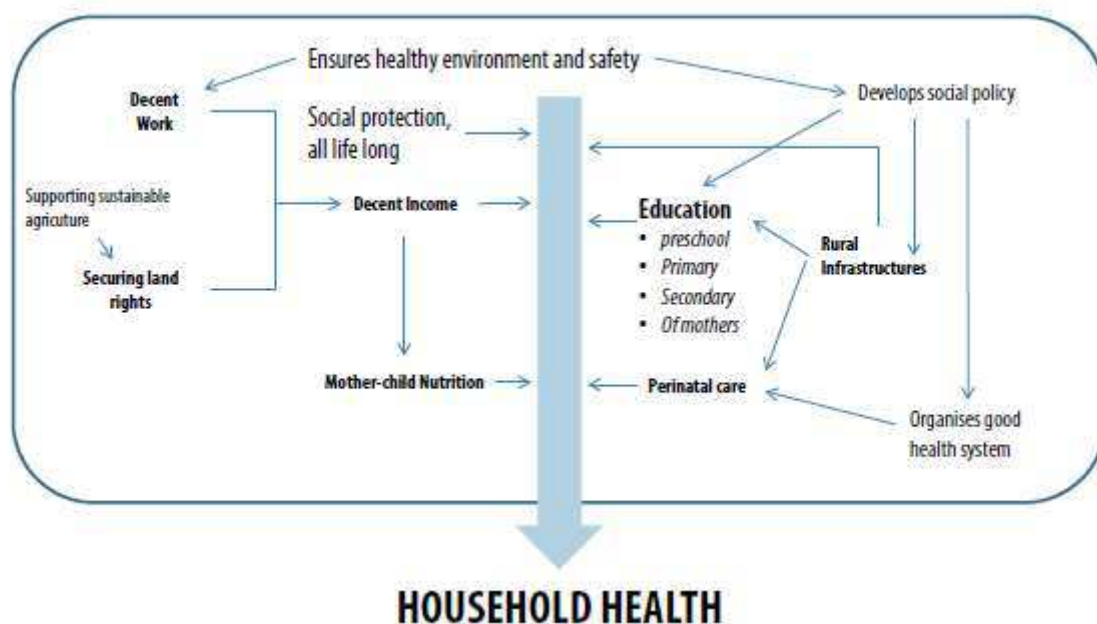 Ensures healthy environment and safety
Decent
Work
Social protection,
all life long
Develops social policy
Supporting sustainable
agricuture
Securing land
rights
Decent Income
Education
• preschool
• Primary
• Secondary
• Of mothers
Rural
Infrastructures
Mother-child Nutrition
Perinatal care
Organises good
health system
HOUSEHOLD HEALTH